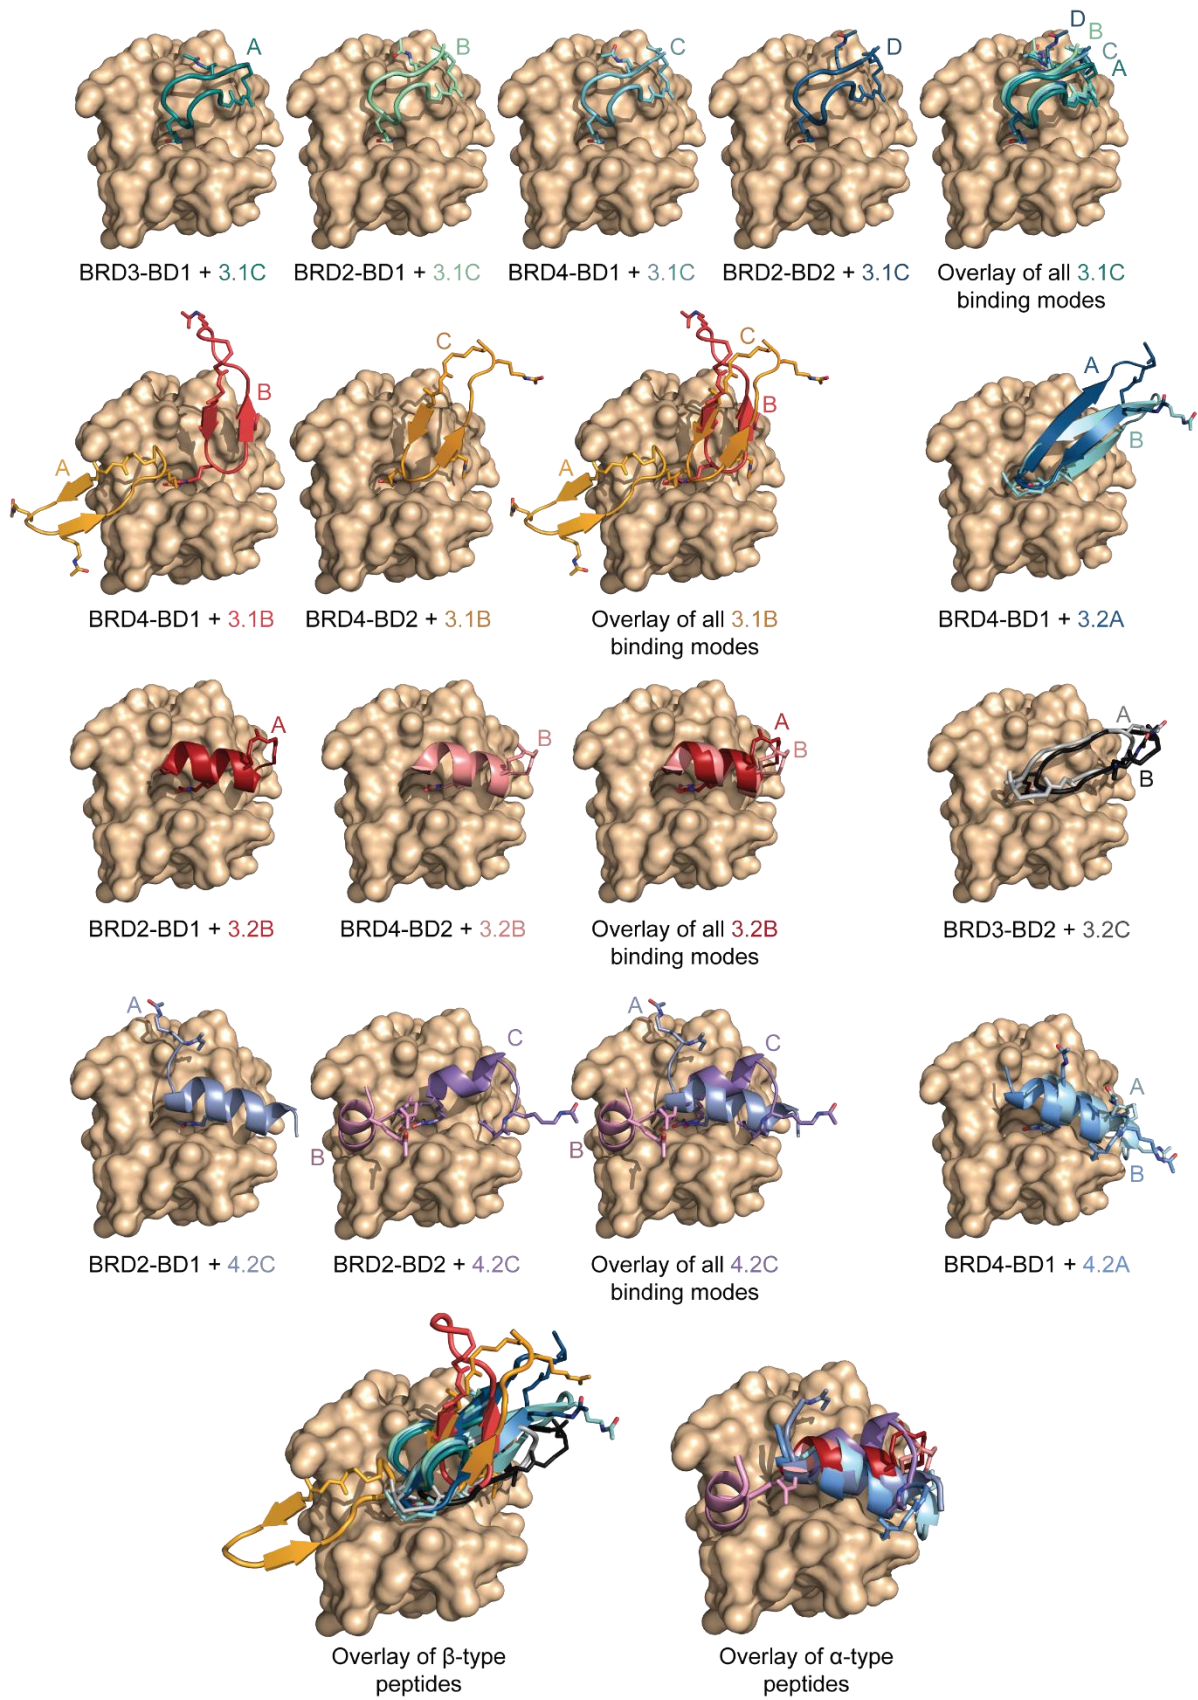 A
B
C
D
D
B
C
A
BRD3-BD1 + 3.1C
BRD2-BD1 + 3.1C
BRD4-BD1 + 3.1C
BRD2-BD2 + 3.1C
Overlay of all 3.1C
binding modes
A
B
C
A
C
B
A
B
BRD4-BD1 + 3.1B
BRD4-BD2 + 3.1B
Overlay of all 3.1B
binding modes
BRD4-BD1 + 3.2A
A
B
A
B
A
B
BRD2-BD1 + 3.2B
BRD4-BD2 + 3.2B
Overlay of all 3.2B
binding modes
BRD3-BD2 + 3.2C
A
B
C
A
B
C
A
B
BRD2-BD1 + 4.2C
BRD2-BD2 + 4.2C
Overlay of all 4.2C
binding modes
BRD4-BD1 + 4.2A
Overlay of β-type
peptides
Overlay of α-type
peptides